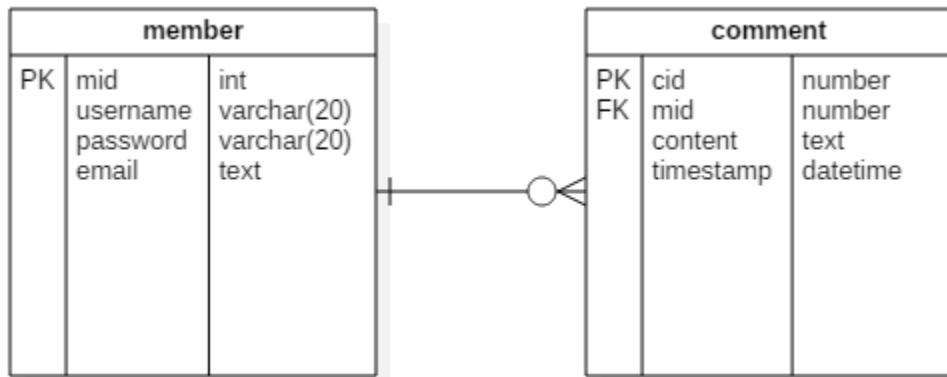 member
PK mid int
username varchar(20)
password varchar(20)
email text
comment
PK cid number
FK mid number
content text
timestamp datetime